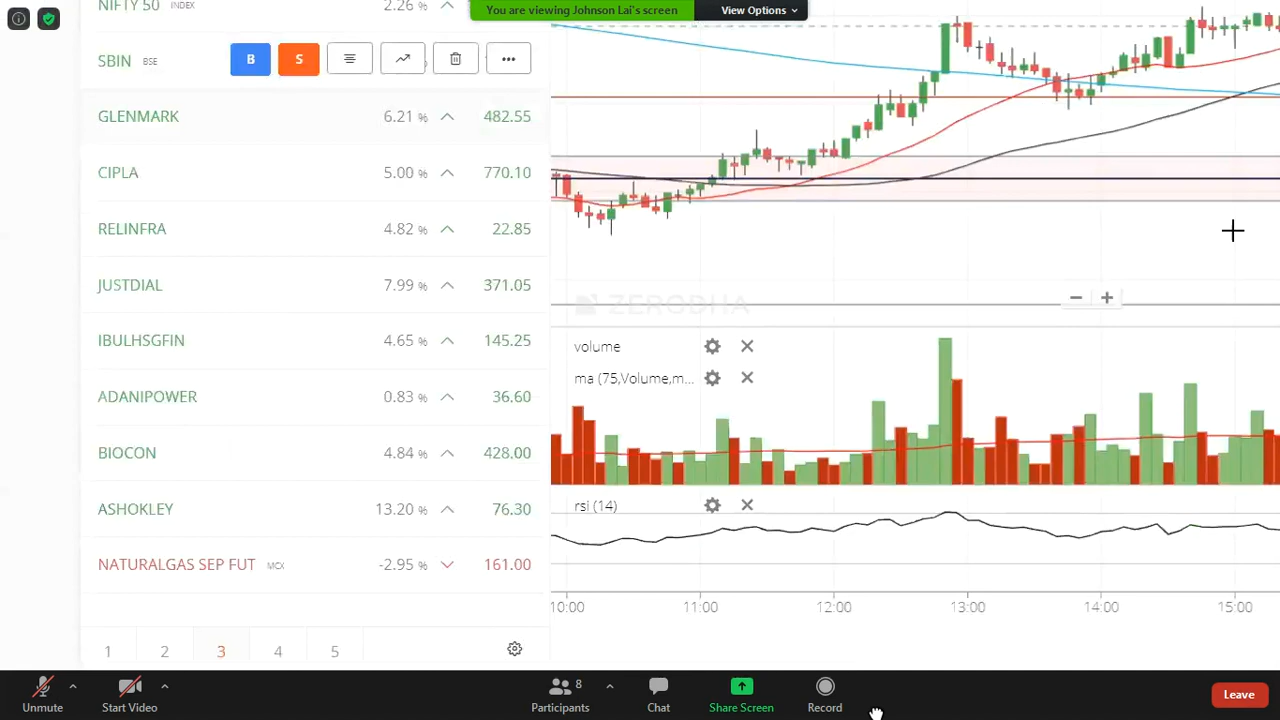 NIFTY 50 INDEX 2.26 %
You are viewing Johnson Lai's screen View Options
SBIN BSE B S
GLENMARK 6.21 % 482.55
CIPLA 5.00 % 770.10
RELINFRA 4.82 % 22.85
JUSTDIAL 7.99 % 371.05
ZERODHA
IBULHSGFIN 4.65 % 145.25
volume
ma (75,Volume,m...
ADANIPOWER 0.83 % 36.60
BIOCON 4.84 % 428.00
ASHOKLEY 13.20 % 76.30
rsi (14)
NATURALGAS SEP FUT MCX -2.95 % 161.00
10:00 11:00 12:00 13:00 14:00 15:00
1 2 3 4 5
Unmute Start Video Participants 8 Chat Share Screen Record Leave